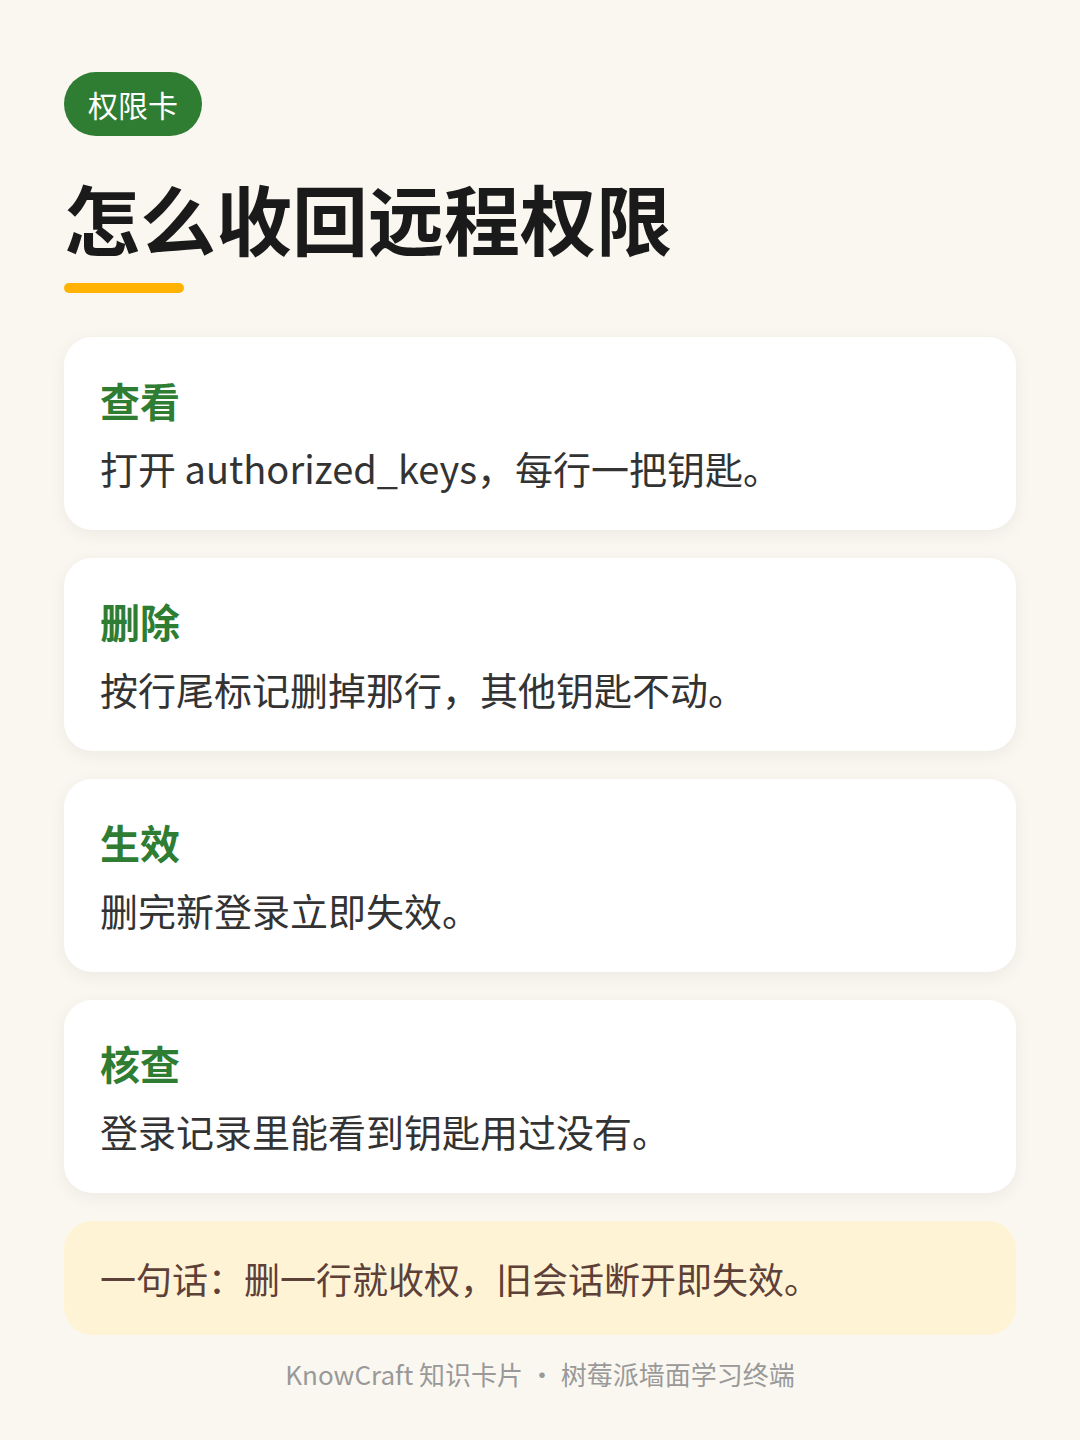 权限卡
怎么收回远程权限
查看
打开 authorized_keys，每行一把钥匙。
删除
按行尾标记删掉那行，其他钥匙不动。
生效
删完新登录立即失效。
核查
登录记录里能看到钥匙用过没有。
一句话：删一行就收权，旧会话断开即失效。
KnowCraft 知识卡片 · 树莓派墙面学习终端